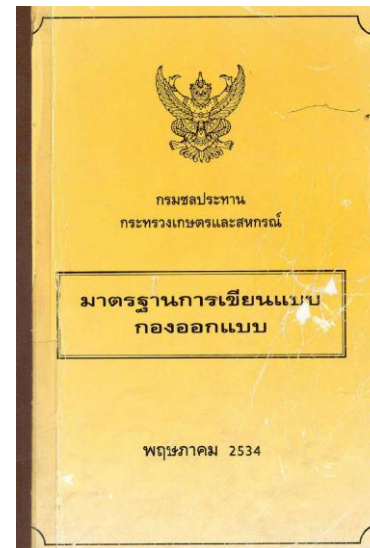 กรมชลประทาน
กระทรวงเกษตรและสหกรณ์
มาตรฐานการเขียนแบบ
กองออกแบบ
พฤษภาคม 2534